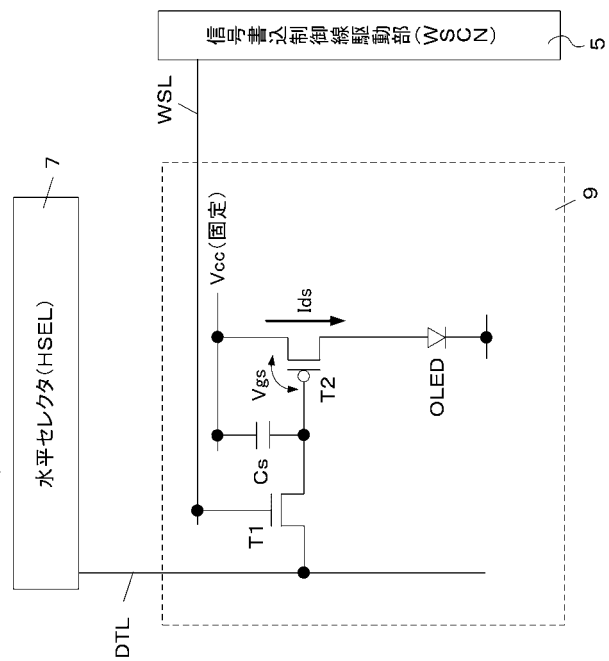 水平セレクタ(HSEL)
7
DTL
WSL
信号書込制御線駆動部(WSCN)
5
Vcc(固定)
Cs
T1
Vgs
T2
Ids
OLED
9